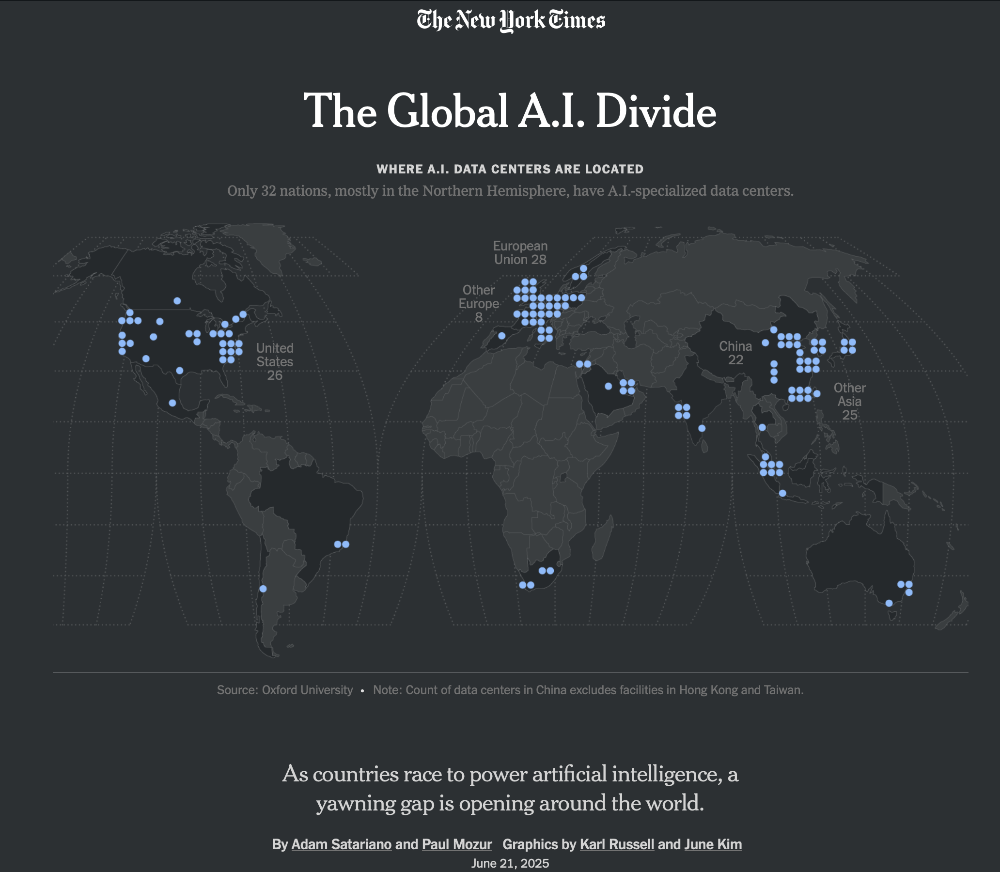 The New York Times
The Global A.I. Divide
WHERE A.I. DATA CENTERS ARE LOCATED
Only 32 nations, mostly in the Northern Hemisphere, have A.I.-specialized data centers.
European
Union 28
Other
Europe
8
United
States
26
China
22
Other
Asia
25
Source: Oxford University • Note: Count of data centers in China excludes facilities in Hong Kong and Taiwan.
As countries race to power artificial intelligence, a
yawning gap is opening around the world.
By Adam Satariano and Paul Mozur Graphics by Karl Russell and June Kim
June 21, 2025